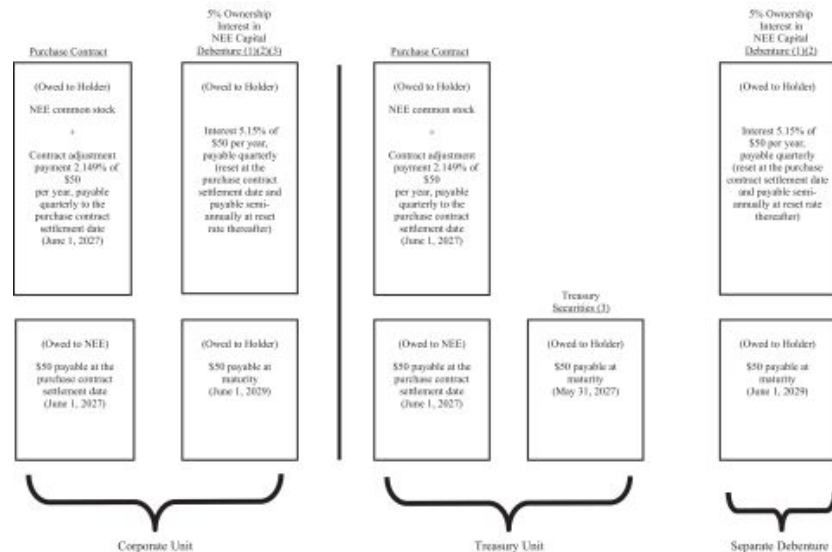 Purchase Contract
(Owed to Holder)
NEE common stock
+
Contract adjustment
payment 2.149% of
$50
per year, payable
quarterly to the
purchase contract
settlement date
(June 1, 2027)
(Owed to NEE)
$50 payable at the
purchase contract
settlement date
(June 1, 2027)
5% Ownership
Interest in
NEE Capital
Debenture (1)(2)(3)
(Owed to Holder)
Interest 5.15% of
$50 per year,
payable quarterly
(reset at the
purchase contract
settlement date and
payable semi-
annually at reset
rate thereafter)
(Owed to Holder)
$50 payable at
maturity
(June 1, 2029)
Corporate Unit
Purchase Contract
(Owed to Holder)
NEE common stock
+
Contract adjustment
payment 2.149% of
$50
per year, payable
quarterly to the
purchase contract
settlement date
(June 1, 2027)
(Owed to NEE)
$50 payable at the
purchase contract
settlement date
(June 1, 2027)
Treasury
Securities (3)
(Owed to Holder)
$50 payable at
maturity
(May 31, 2027)
Treasury Unit
5% Ownership
Interest in
NEE Capital
Debenture (1)(2)
(Owed to Holder)
Interest 5.15% of
$50 per year,
payable quarterly
(reset at the purchase
contract settlement date
and payable semi-
annually at reset rate
thereafter)
(Owed to Holder)
$50 payable at
maturity
(June 1, 2029)
Separate Debenture